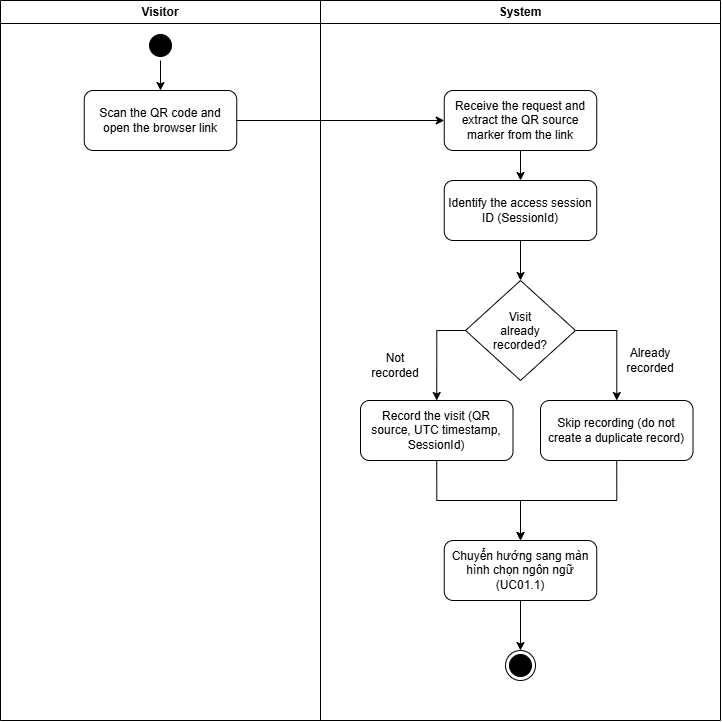 Visitor
System
Scan the QR code and
open the browser link
Receive the request and
extract the QR source
marker from the link
Identify the access session
ID (SessionId)
Visit
already
recorded?
Not
recorded
Already
recorded
Record the visit (QR
source, UTC timestamp,
SessionId)
Skip recording (do not
create a duplicate record)
Chuyển hướng sang màn
hình chọn ngôn ngữ
(UC01.1)